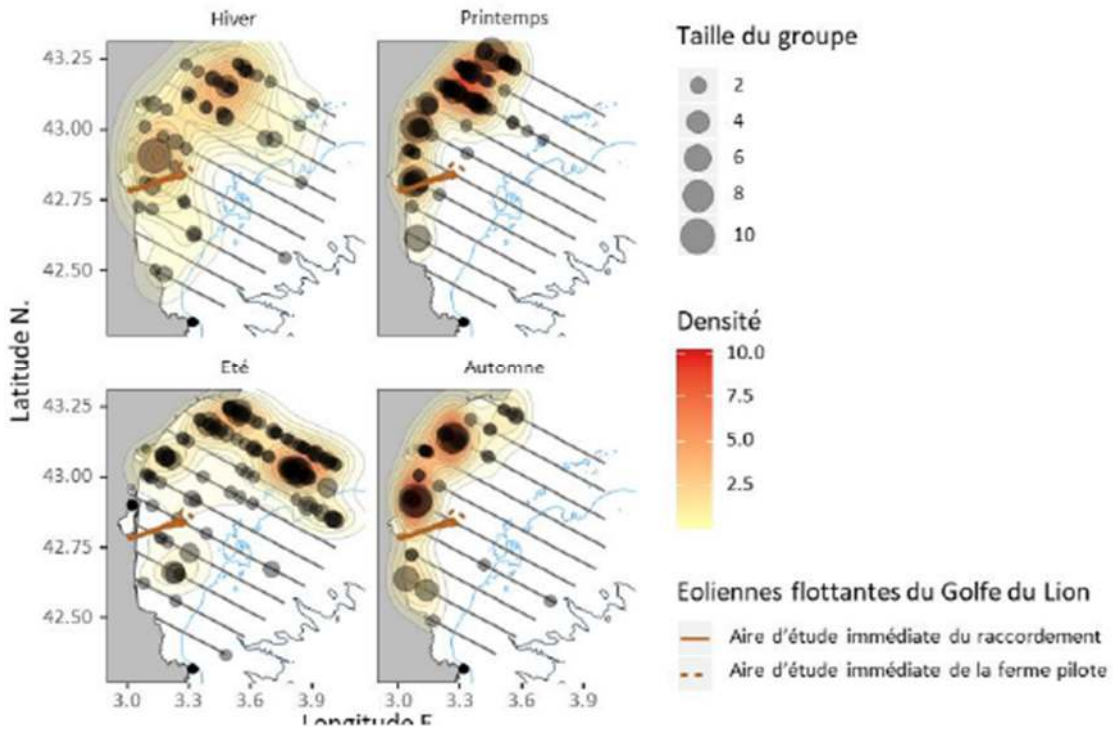 Hiver
Printemps
43.25
43.00
42.75
42.50
Latitude N.
Eté
Automne
43.25
43.00
42.75
42.50
3.0 3.3 3.6 3.9
3.0 3.3 3.6 3.9
Longitude E
Taille du groupe
2
4
6
8
10
Densité
10.0
7.5
5.0
2.5
Eoliennes flottantes du Golfe du Lion
Aire d'étude immédiate du raccordement
Aire d'étude immédiate de la ferme pilote